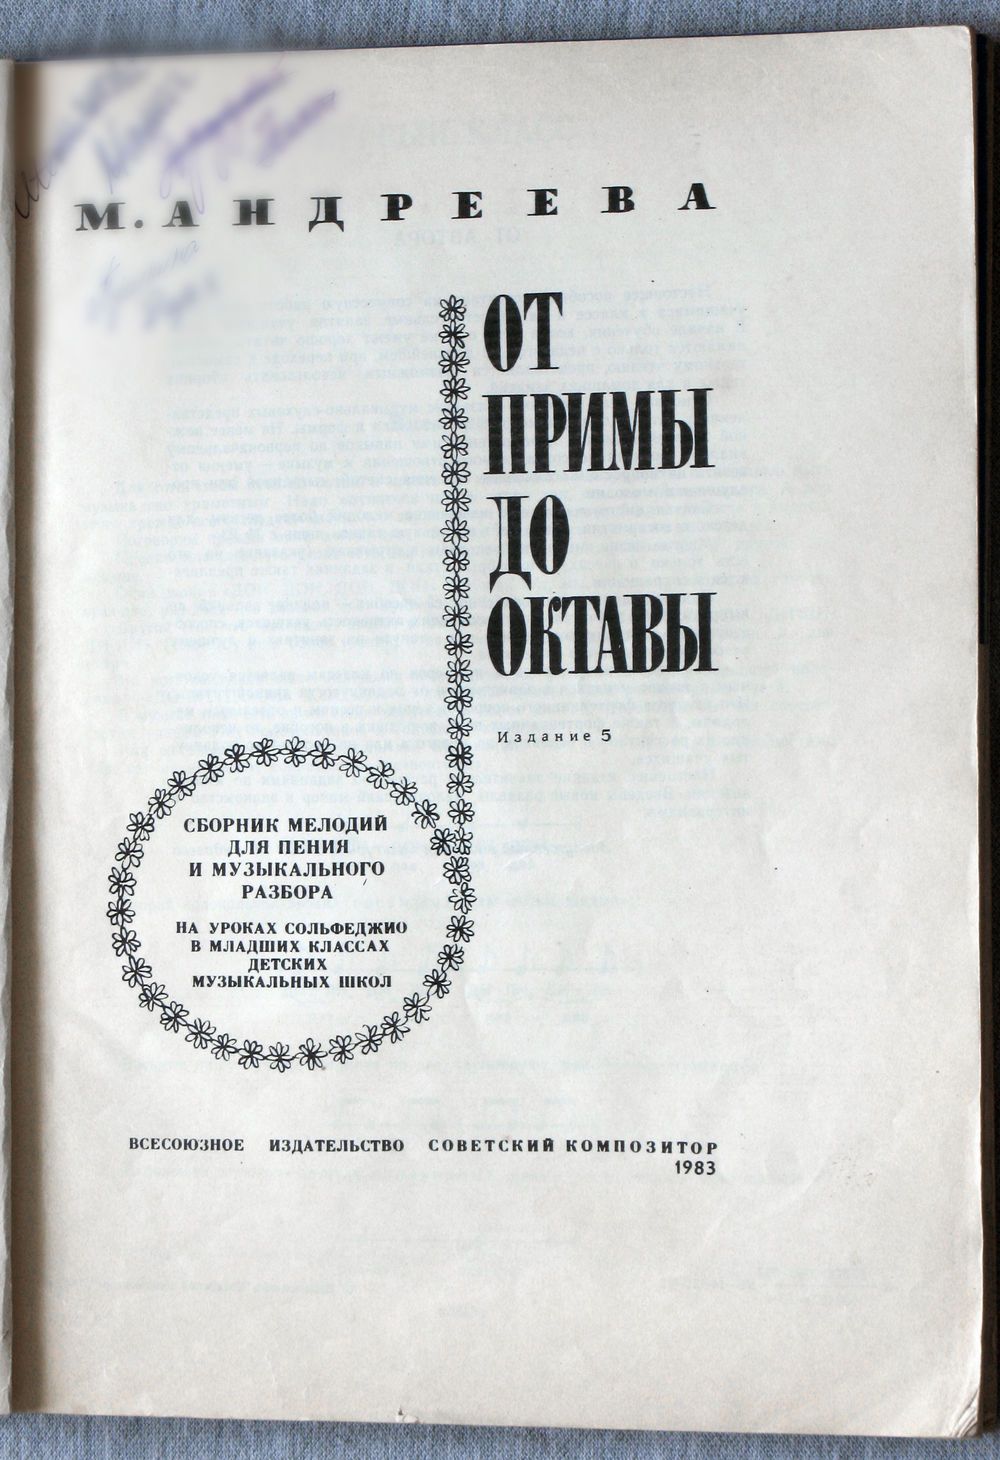 М. АНДРЕЕВА
ОТ
ПРИМЫ
ДО
ОКТАВЫ
Издание 5
СБОРНИК МЕЛОДИЙ
ДЛЯ ПЕНИЯ
И МУЗЫКАЛЬНОГО
РАЗБОРА
НА УРОКАХ СОЛЬФЕДЖИО
В МЛАДШИХ КЛАССАХ
ДЕТСКИХ
МУЗЫКАЛЬНЫХ ШКОЛ
ВСЕСОЮЗНОЕ ИЗДАТЕЛЬСТВО СОВЕТСКИЙ КОМПОЗИТОР
1983